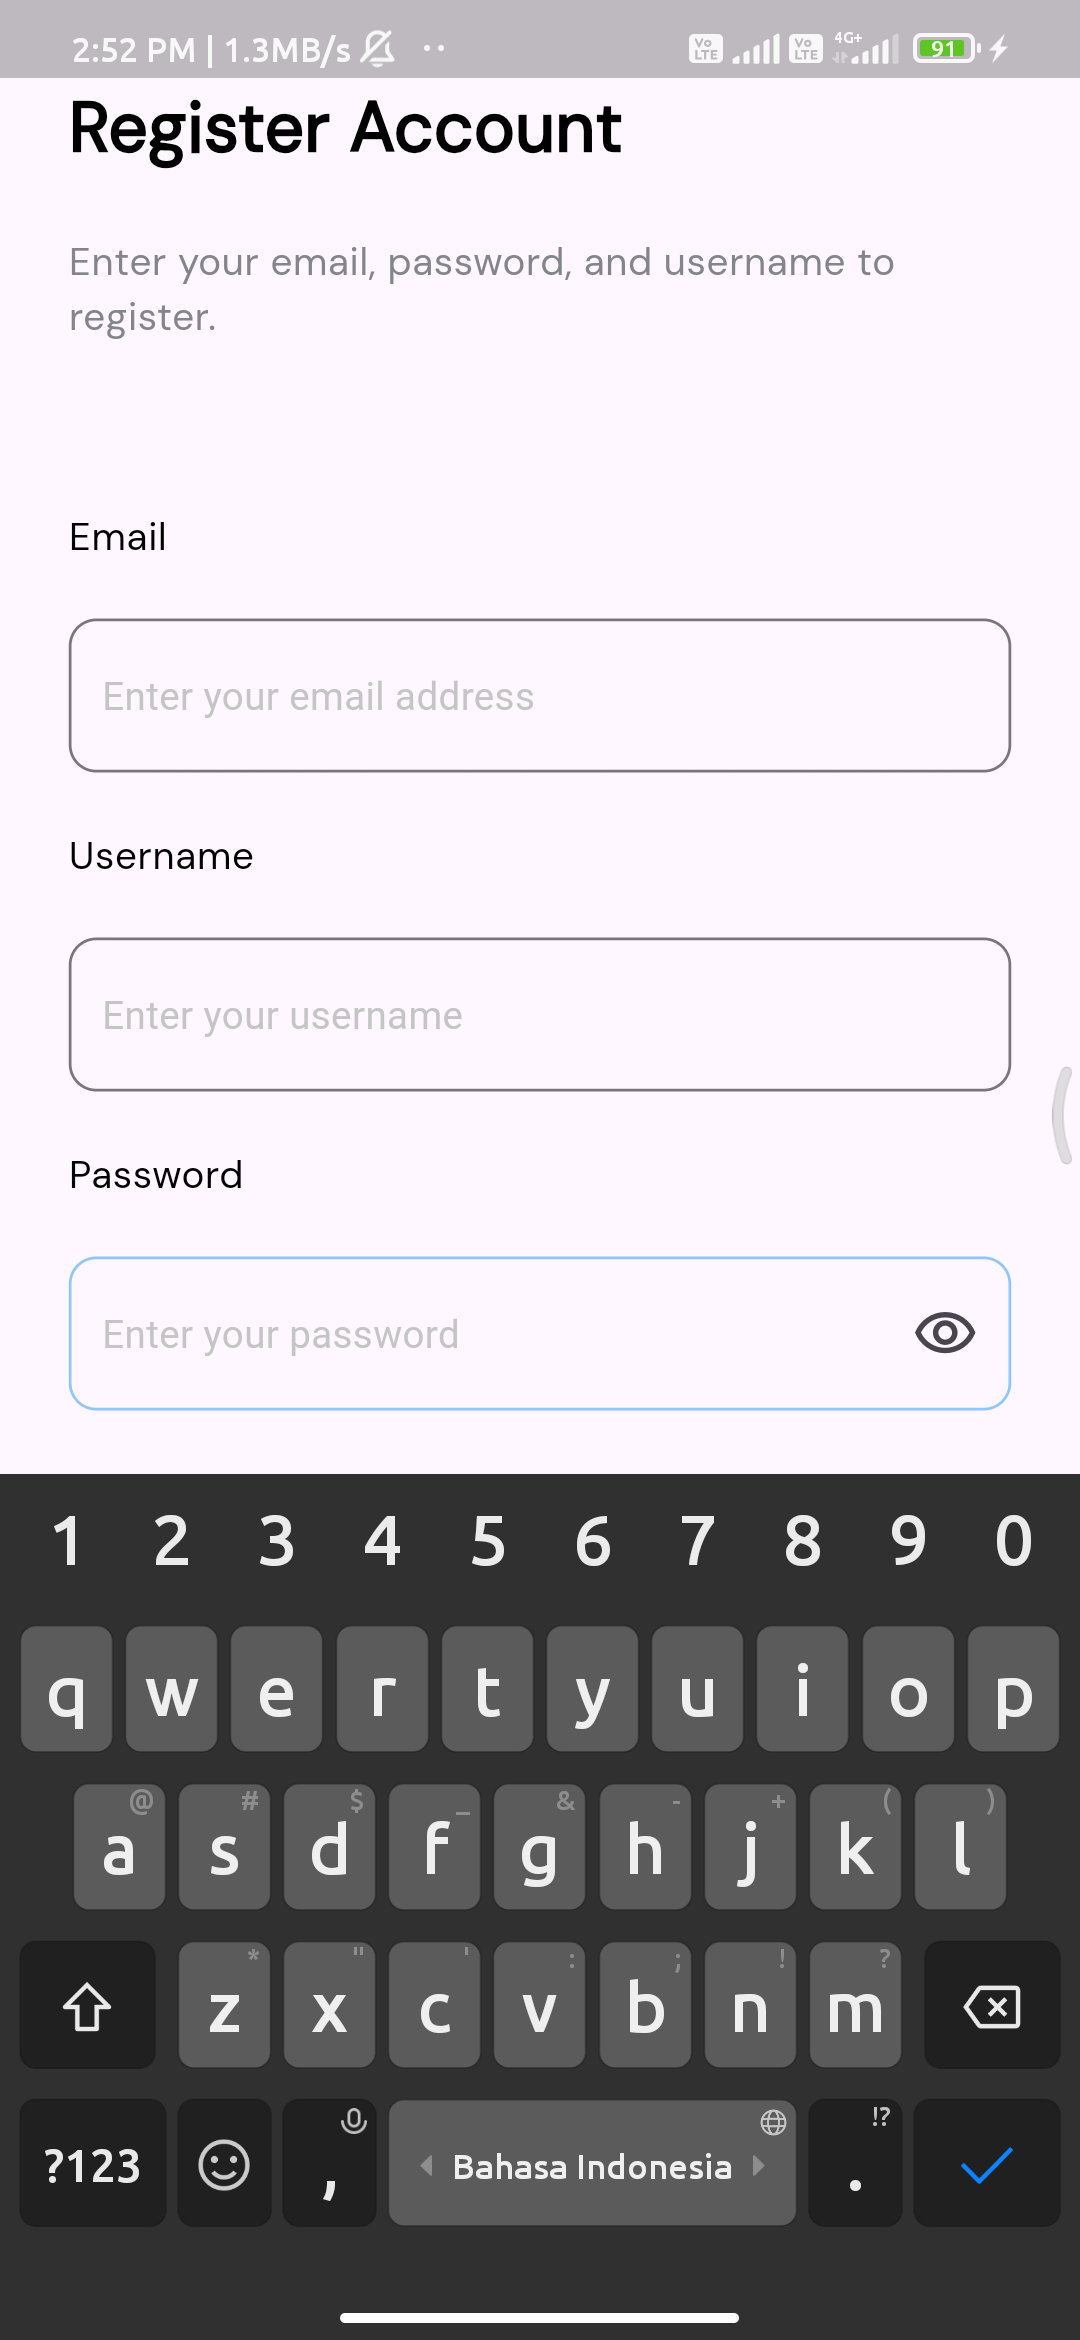 2:52 PM | 1.3MB/s
Vo LTE Vo LTE 4G+ 91
Register Account
Enter your email, password, and username to
register.
Email
Enter your email address
Username
Enter your username
Password
Enter your password
1 2 3 4 5 6 7 8 9 0
q w e r t y u i o p
@ # $ _ & - + ( )
a s d f g h j k l
* " ' : ; ! ?
z x c v b n m
!?
?123 , Bahasa Indonesia .